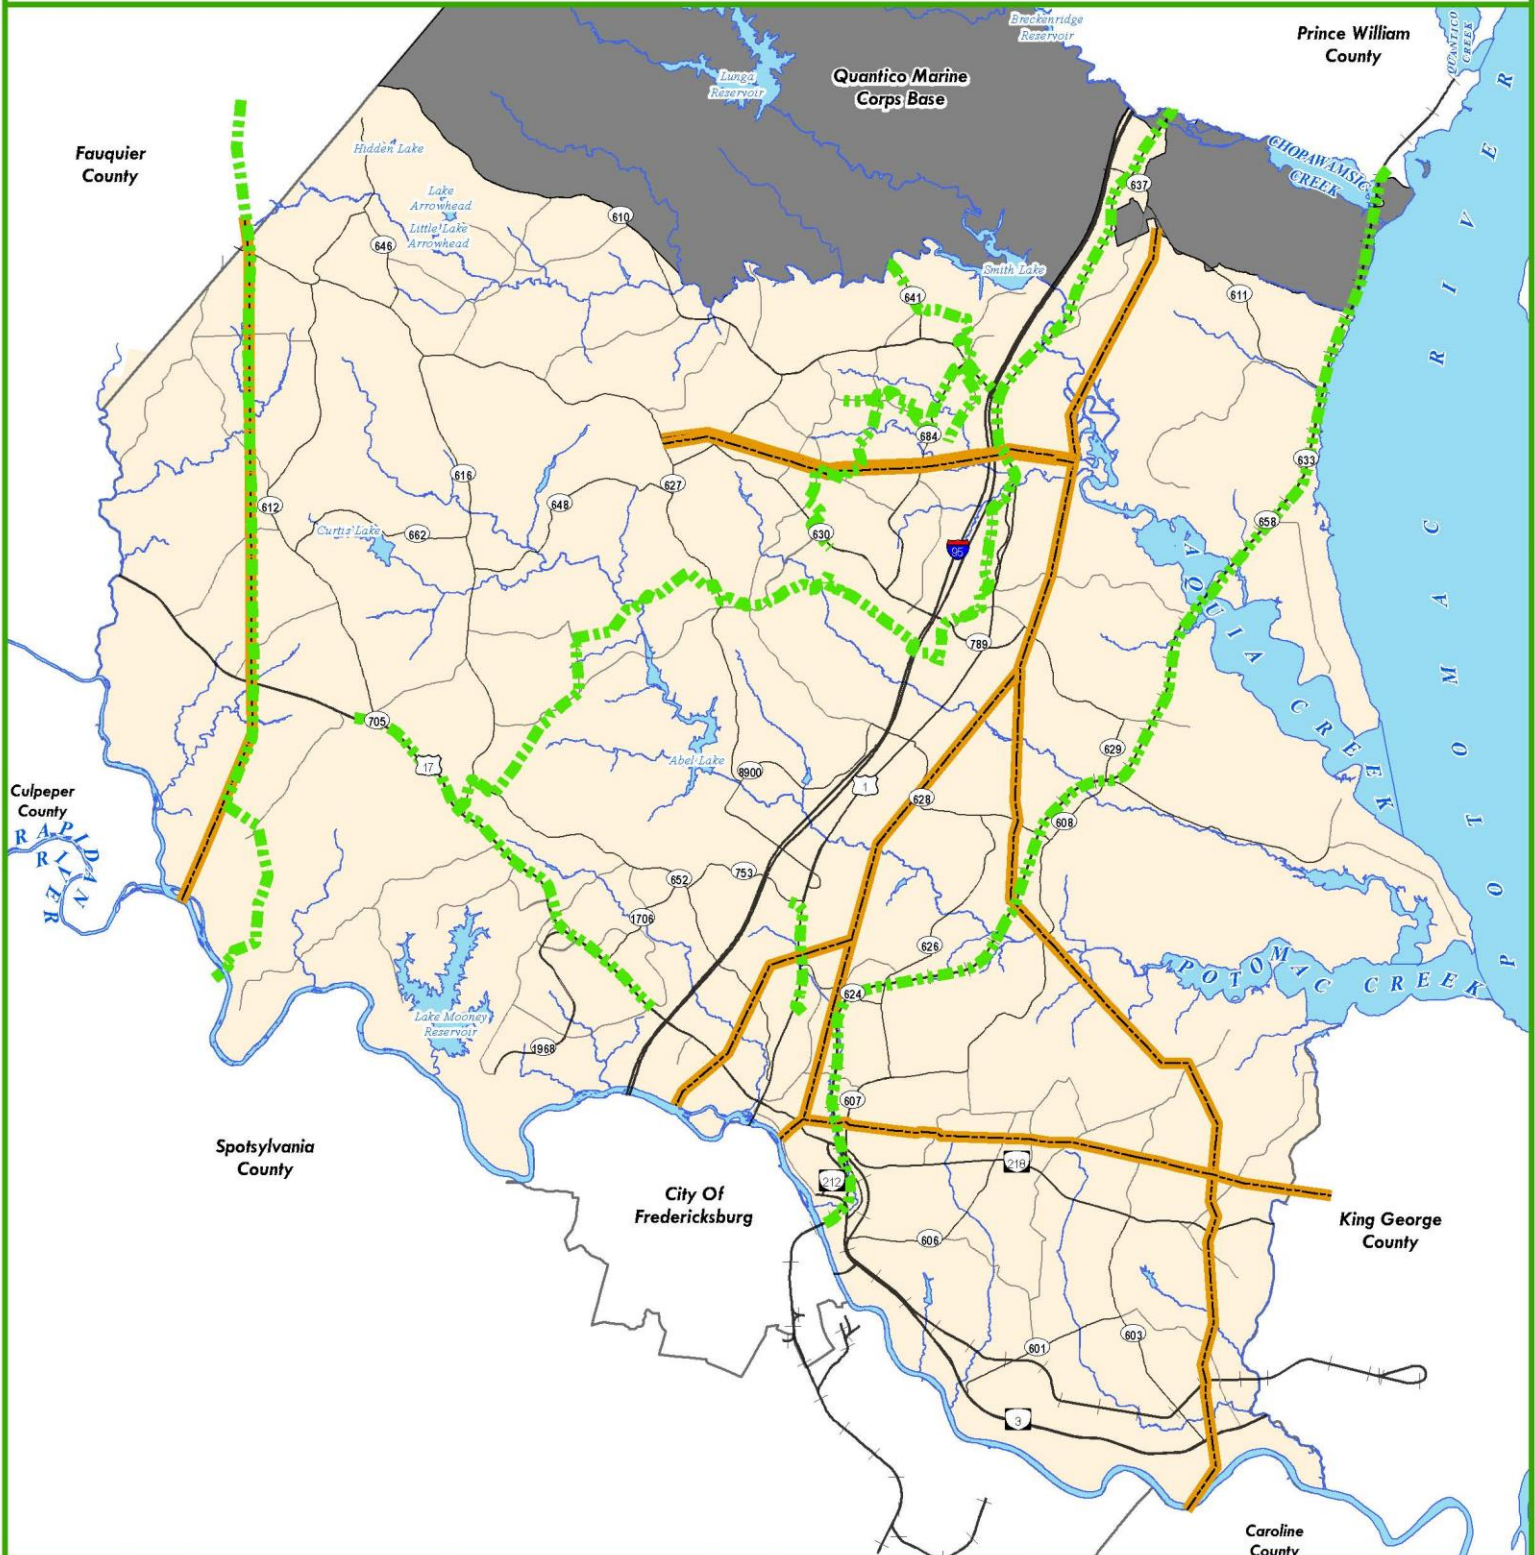 Breckenridge
Reservoir
Prince William
County
QUANTICO
CREEK
Lunga
Reservoir
Quantico Marine
Corps Base
Fauquier
County
Hidden Lake
CHOPAWAMSIC
CREEK
637
Lake
Arrowhead
610
Little Lake
Arrowhead
646
Smith Lake
641
611
684
633
616
627
612
648
658
Curtis Lake
662
630
95
AQUIA CREEK
POTOMAC RIVER
789
705
629
17
Abel Lake
8900
1
628
Culpeper
County
608
RAPIDAN
RIVER
753
652
1706
626
POTOMAC CREEK
624
Lake Mooney
Reservoir
1968
607
Spotsylvania
County
218
212
City Of
Fredericksburg
King George
County
606
603
601
3
Caroline
County